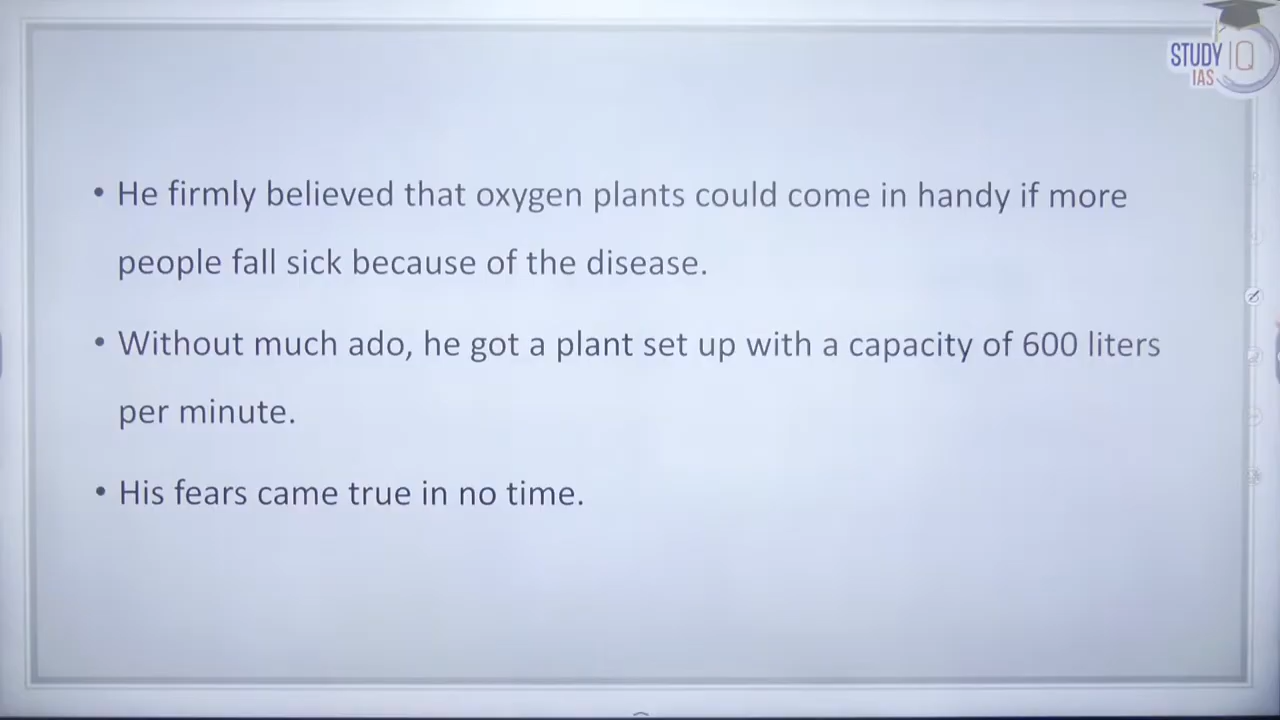 STUDY IQ
IAS
• He firmly believed that oxygen plants could come in handy if more
people fall sick because of the disease.
• Without much ado, he got a plant set up with a capacity of 600 liters
per minute.
• His fears came true in no time.